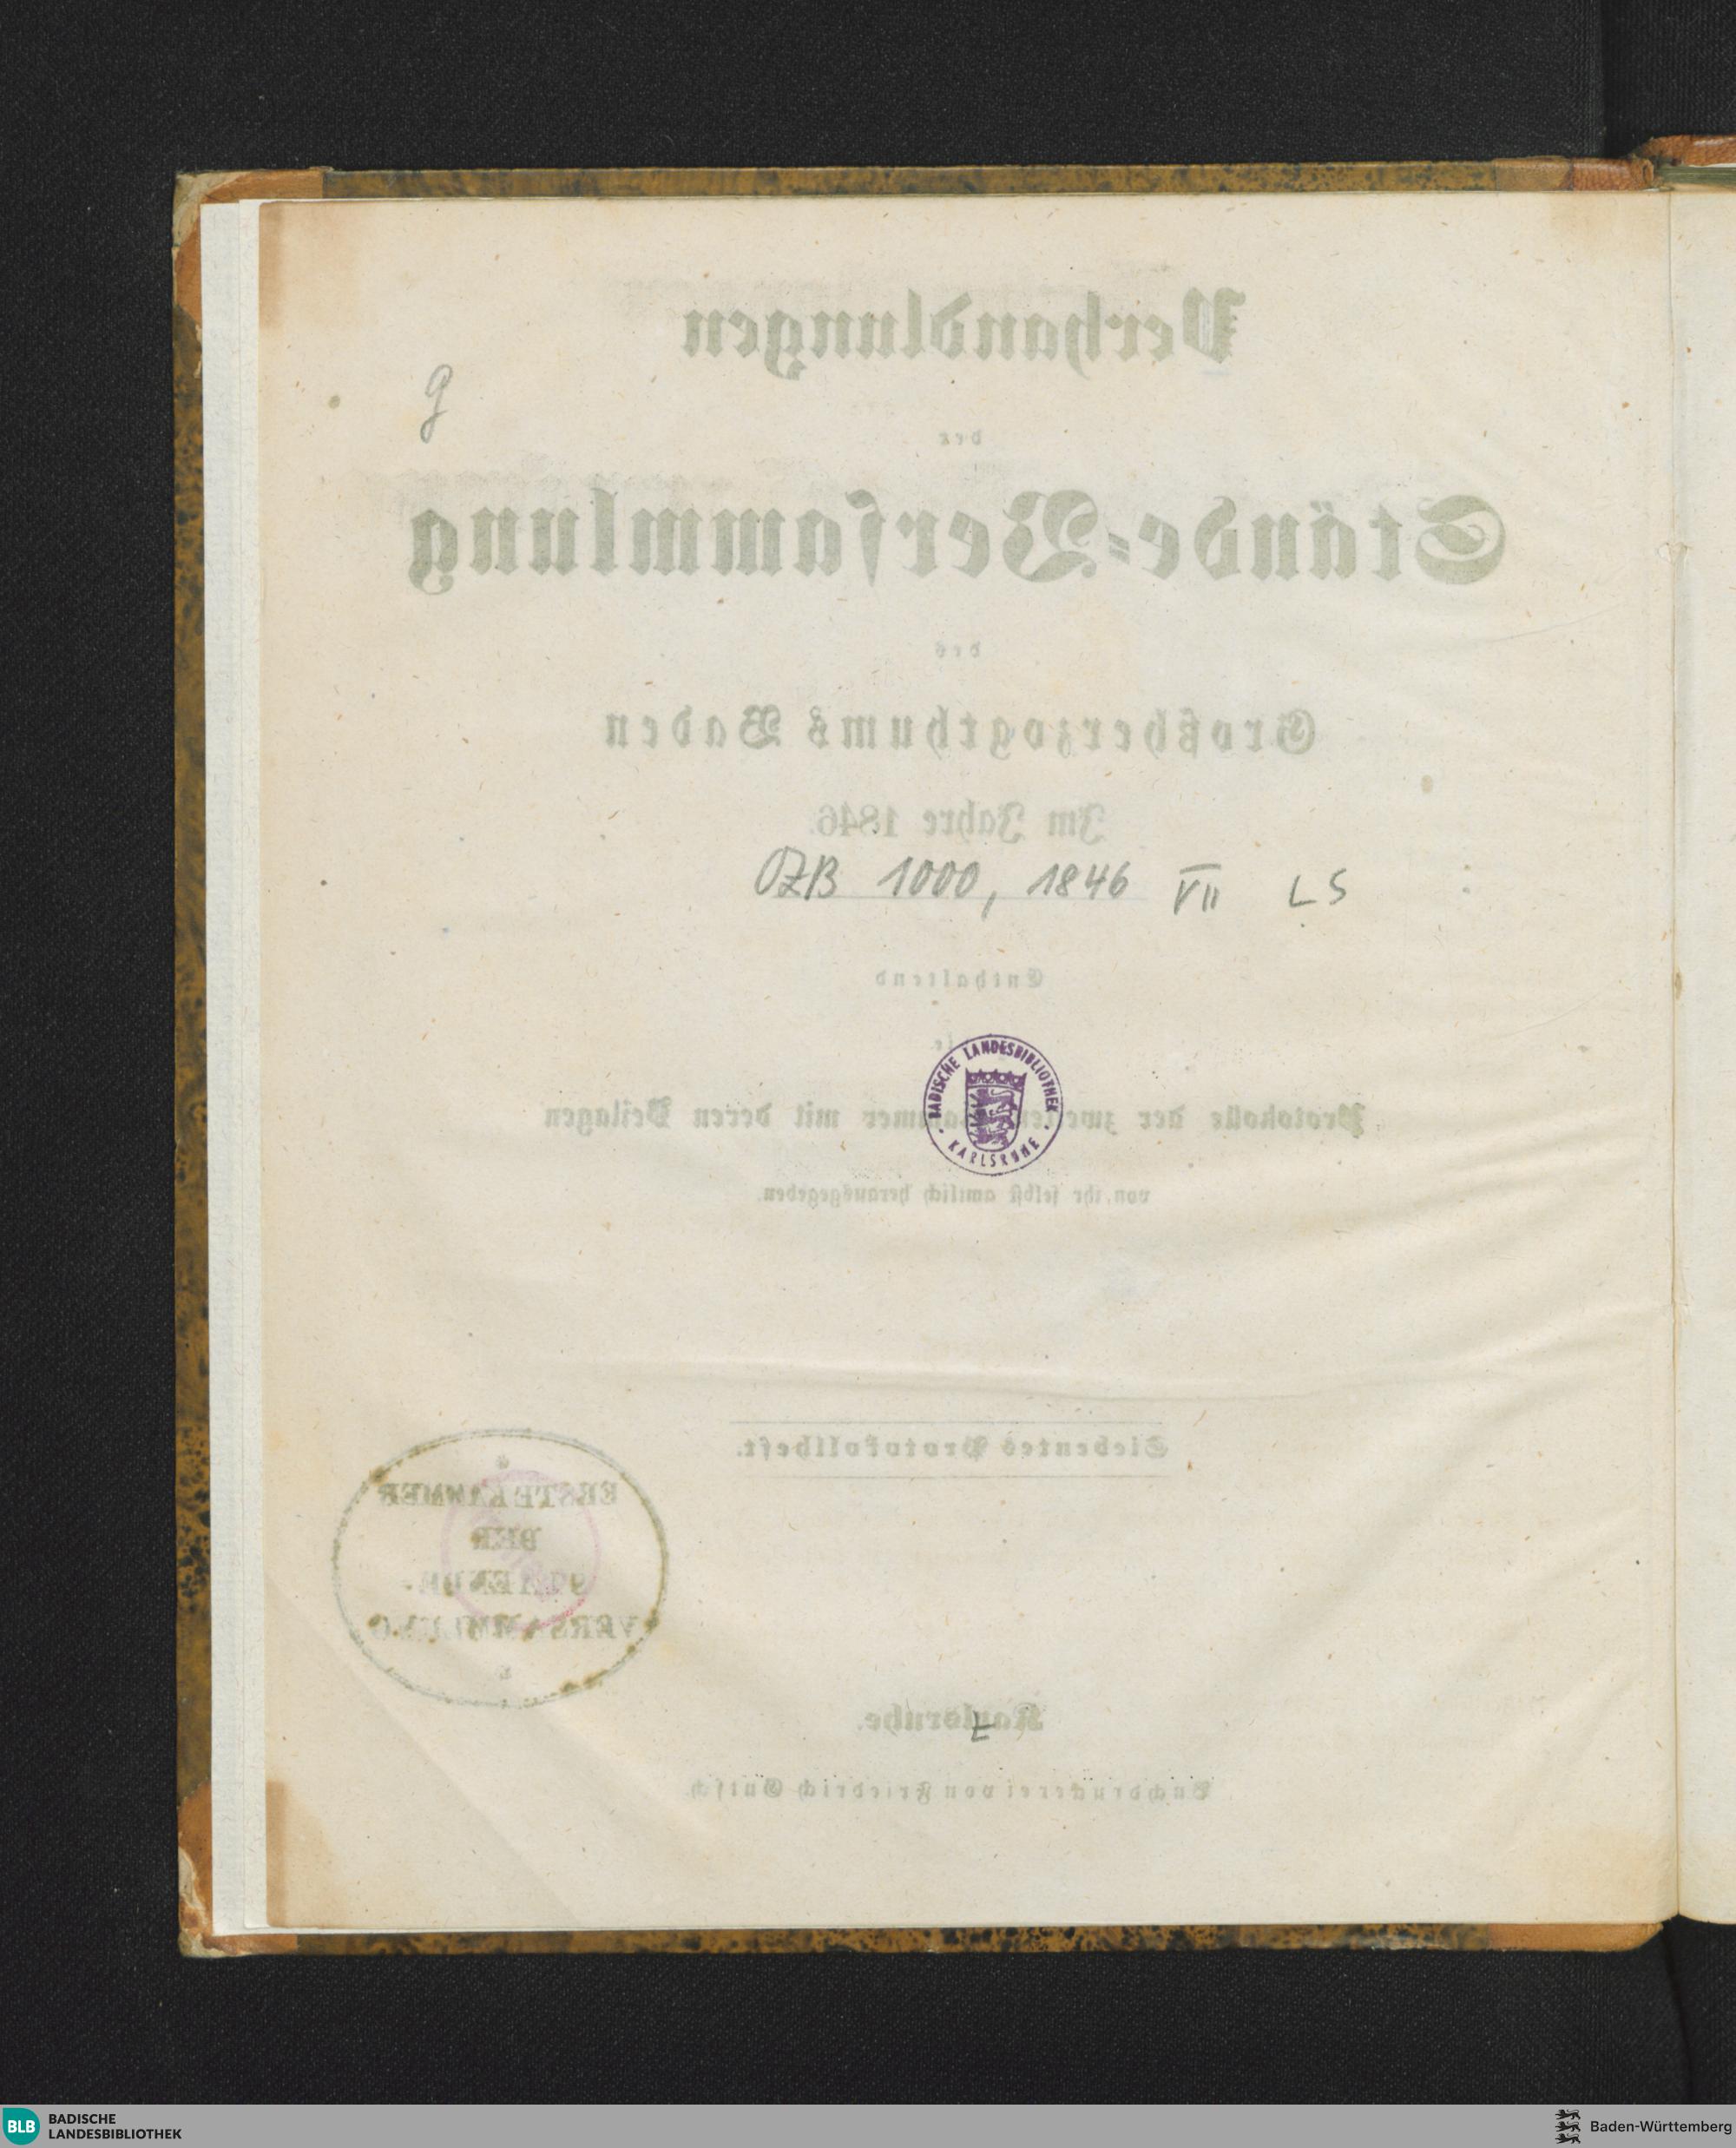 Verhandlungen
g
der
Stände=Versammlung
des
Großherzogthums Baden
Im Jahre 1846.
OZB 1000, 1846 VII LS
Enthaltend
BADISCHE LANDESBIBLIOTHEK
KARLSRUHE
Protokolle der zweiten Kammer mit deren Beilagen
von ihr selbst amtlich herausgegeben.
Siebentes Protokollheft.
ERSTE KAMMER
DER
STAENDE-
VERSAMMLUNG
Karlsruhe.
7
Buchdruckerei von Friedrich Gutsch
BLB BADISCHE
LANDESBIBLIOTHEK
Baden-Württemberg